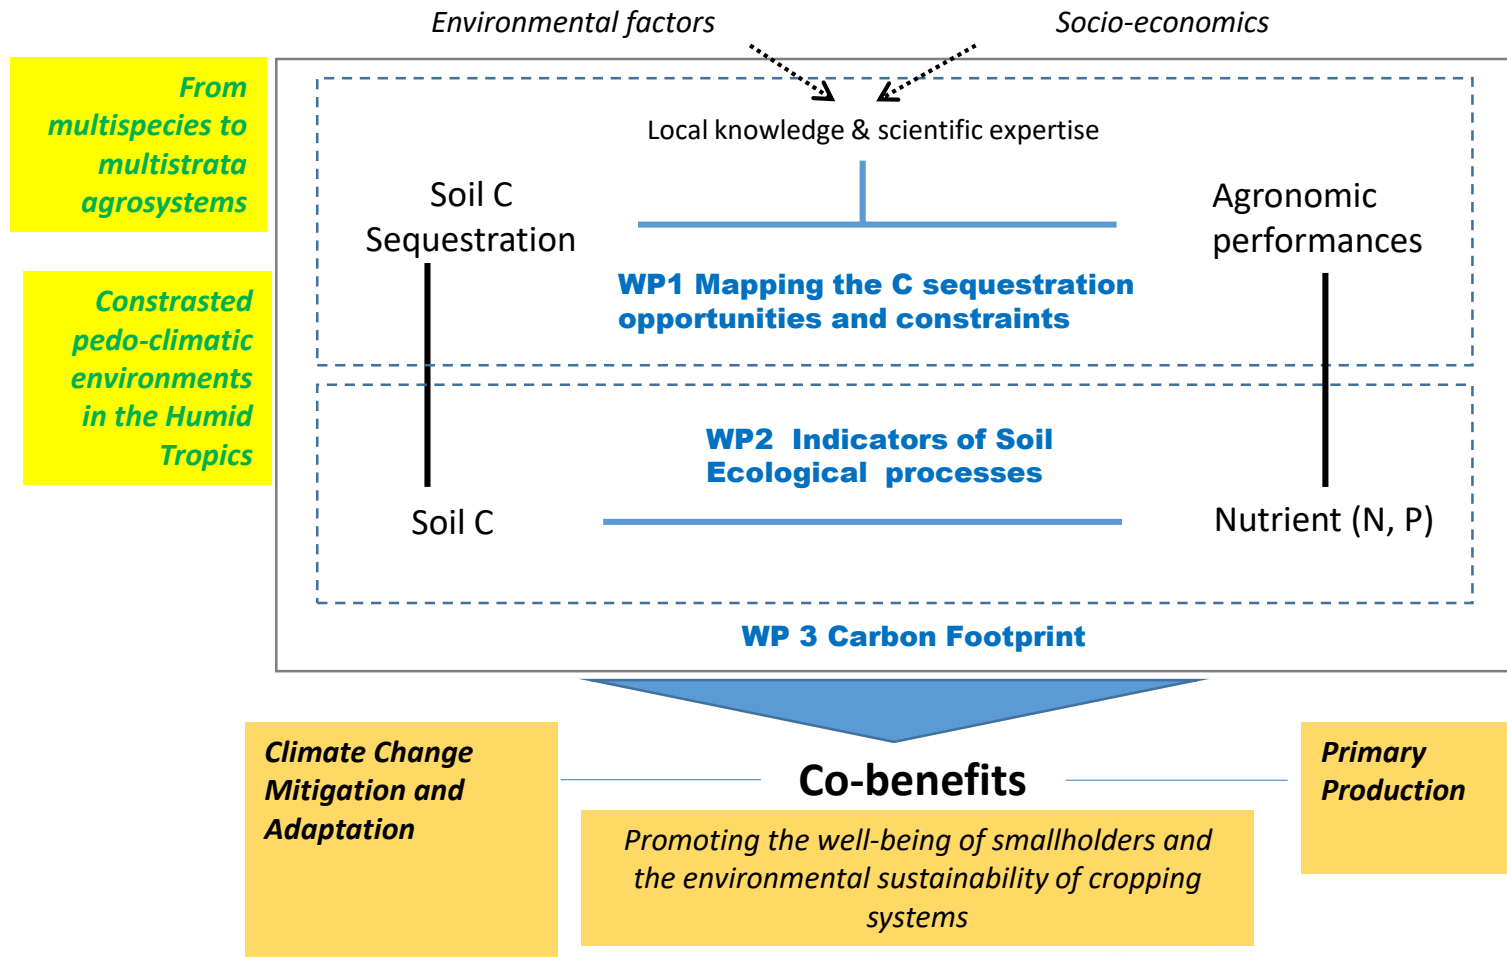 Environmental factors
Socio-economics
From
multispecies to
multistrata
agrosystems
Local knowledge & scientific expertise
Soil C
Sequestration
Agronomic
performances
WP1 Mapping the C sequestration
opportunities and constraints
Constrasted
pedo-climatic
environments
in the Humid
Tropics
WP2 Indicators of Soil
Ecological processes
Soil C
Nutrient (N, P)
WP 3 Carbon Footprint
Climate Change
Mitigation and
Adaptation
Co-benefits
Primary
Production
Promoting the well-being of smallholders and
the environmental sustainability of cropping
systems